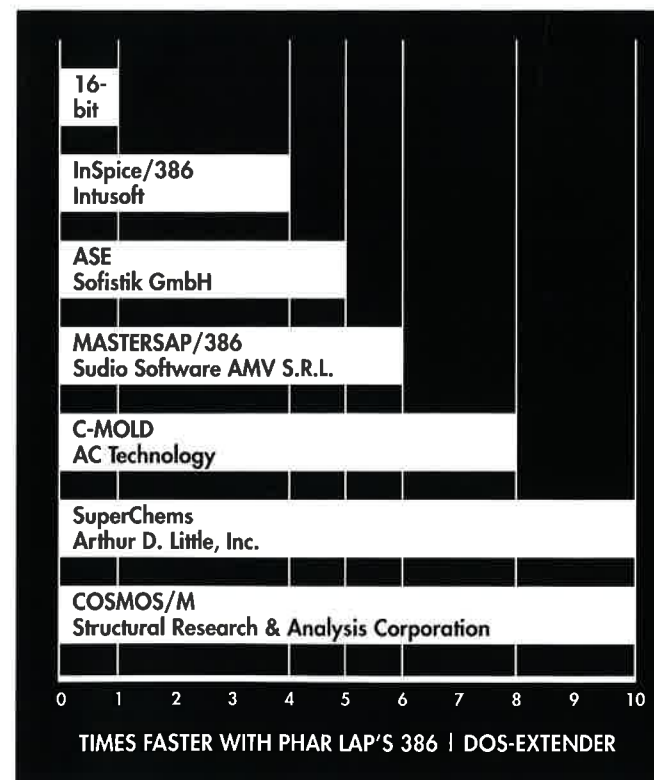 16-
bit
InSpice/386
Intusoft
ASE
Sofistik GmbH
MASTERSAP/386
Sudio Software AMV S.R.L.
C-MOLD
AC Technology
SuperChems
Arthur D. Little, Inc.
COSMOS/M
Structural Research & Analysis Corporation
0 1 2 3 4 5 6 7 8 9 10
TIMES FASTER WITH PHAR LAP'S 386 | DOS-EXTENDER